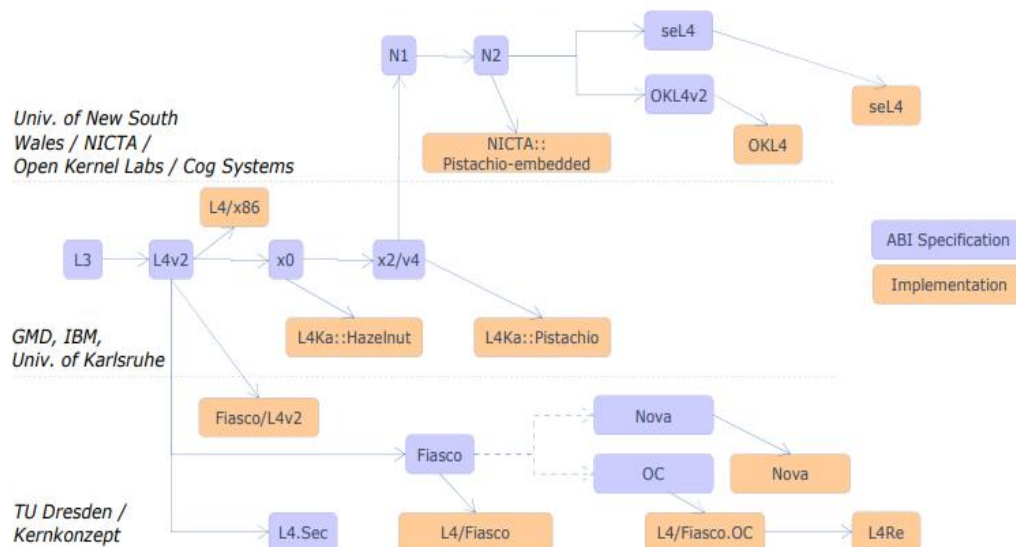 N1
N2
seL4
OKL4v2
seL4
NICTA::
Pistachio-embedded
OKL4
Univ. of New South
Wales / NICTA /
Open Kernel Labs / Cog Systems
L4/x86
L3
L4v2
x0
x2/v4
ABI Specification
Implementation
L4Ka::Hazelnut
L4Ka::Pistachio
GMD, IBM,
Univ. of Karlsruhe
Fiasco/L4v2
Nova
Fiasco
OC
Nova
TU Dresden /
Kernkonzept
L4.Sec
L4/Fiasco
L4/Fiasco.OC
L4Re